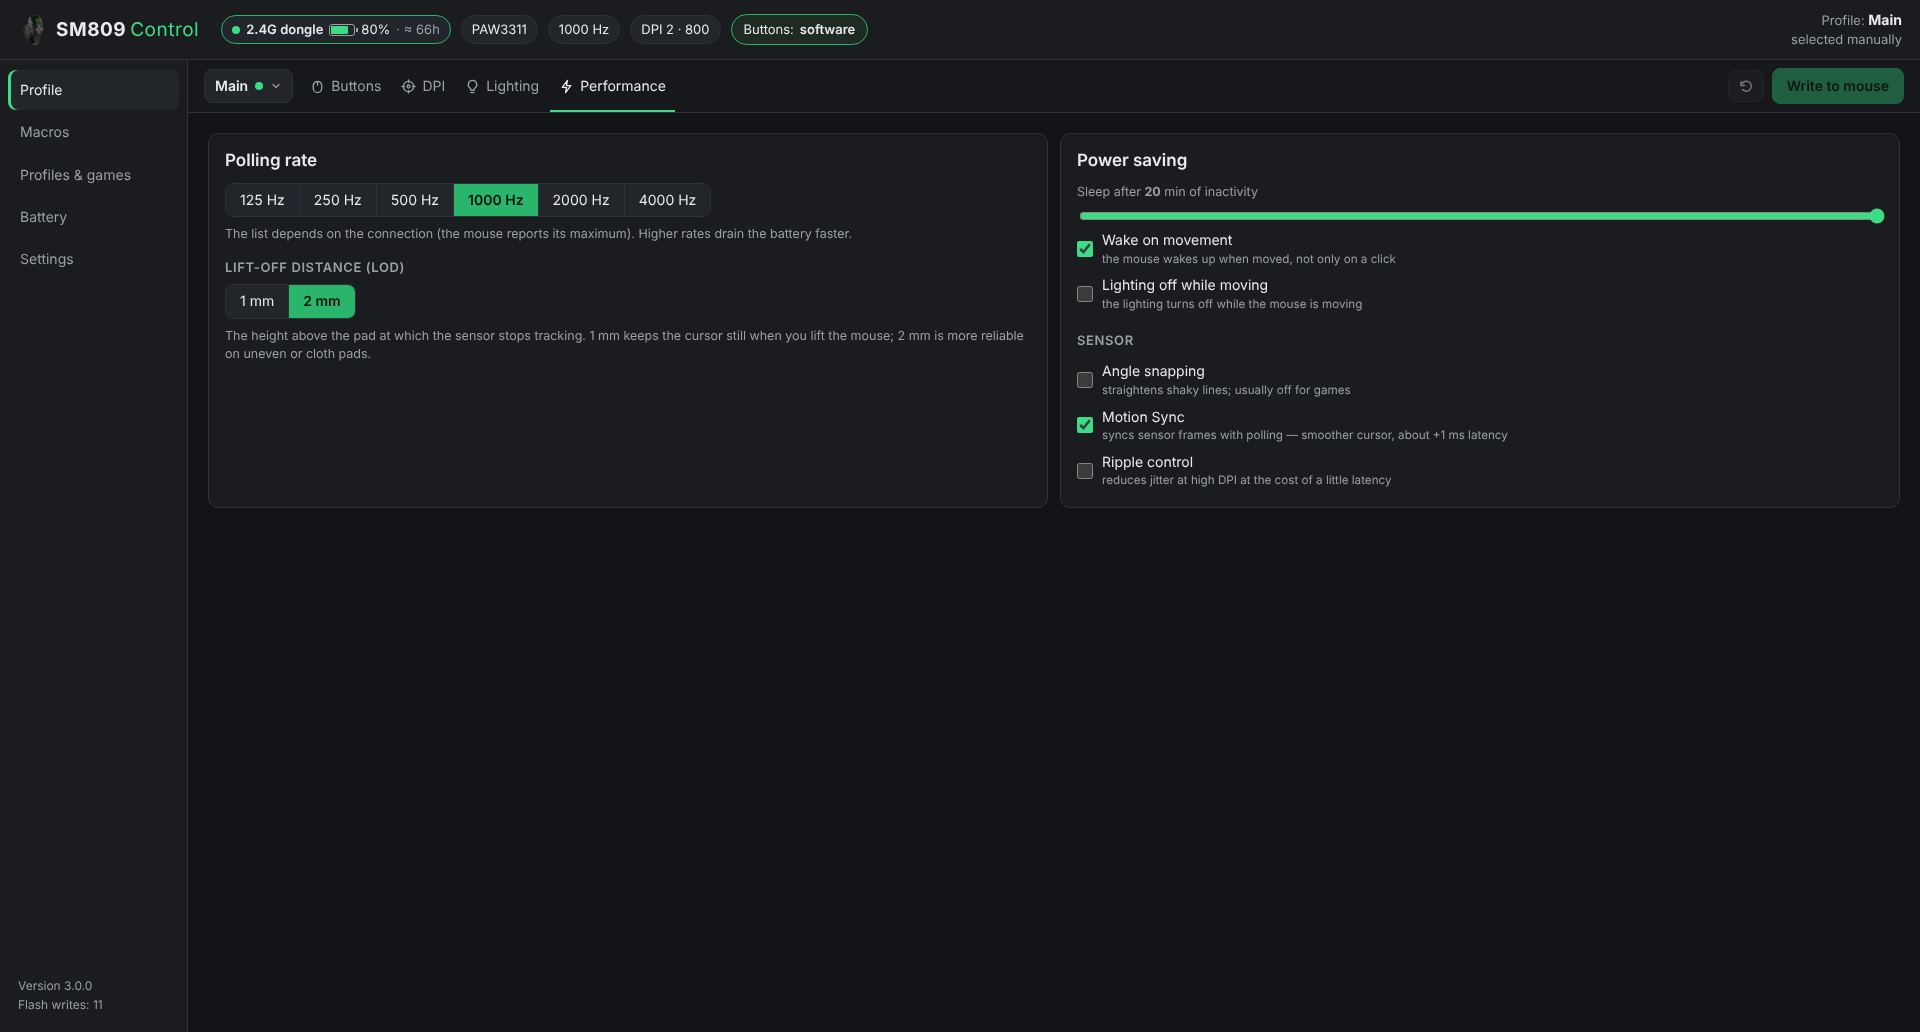 SM809 Control
2.4G dongle 80% · ≈ 66h
PAW3311
1000 Hz
DPI 2 · 800
Buttons: software
Profile: Main
selected manually
Profile
Macros
Profiles & games
Battery
Settings
Main
Buttons
DPI
Lighting
Performance
Write to mouse
Polling rate
125 Hz
250 Hz
500 Hz
1000 Hz
2000 Hz
4000 Hz
The list depends on the connection (the mouse reports its maximum). Higher rates drain the battery faster.
LIFT-OFF DISTANCE (LOD)
1 mm
2 mm
The height above the pad at which the sensor stops tracking. 1 mm keeps the cursor still when you lift the mouse; 2 mm is more reliable
on uneven or cloth pads.
Power saving
Sleep after 20 min of inactivity
Wake on movement
the mouse wakes up when moved, not only on a click
Lighting off while moving
the lighting turns off while the mouse is moving
SENSOR
Angle snapping
straightens shaky lines; usually off for games
Motion Sync
syncs sensor frames with polling — smoother cursor, about +1 ms latency
Ripple control
reduces jitter at high DPI at the cost of a little latency
Version 3.0.0
Flash writes: 11